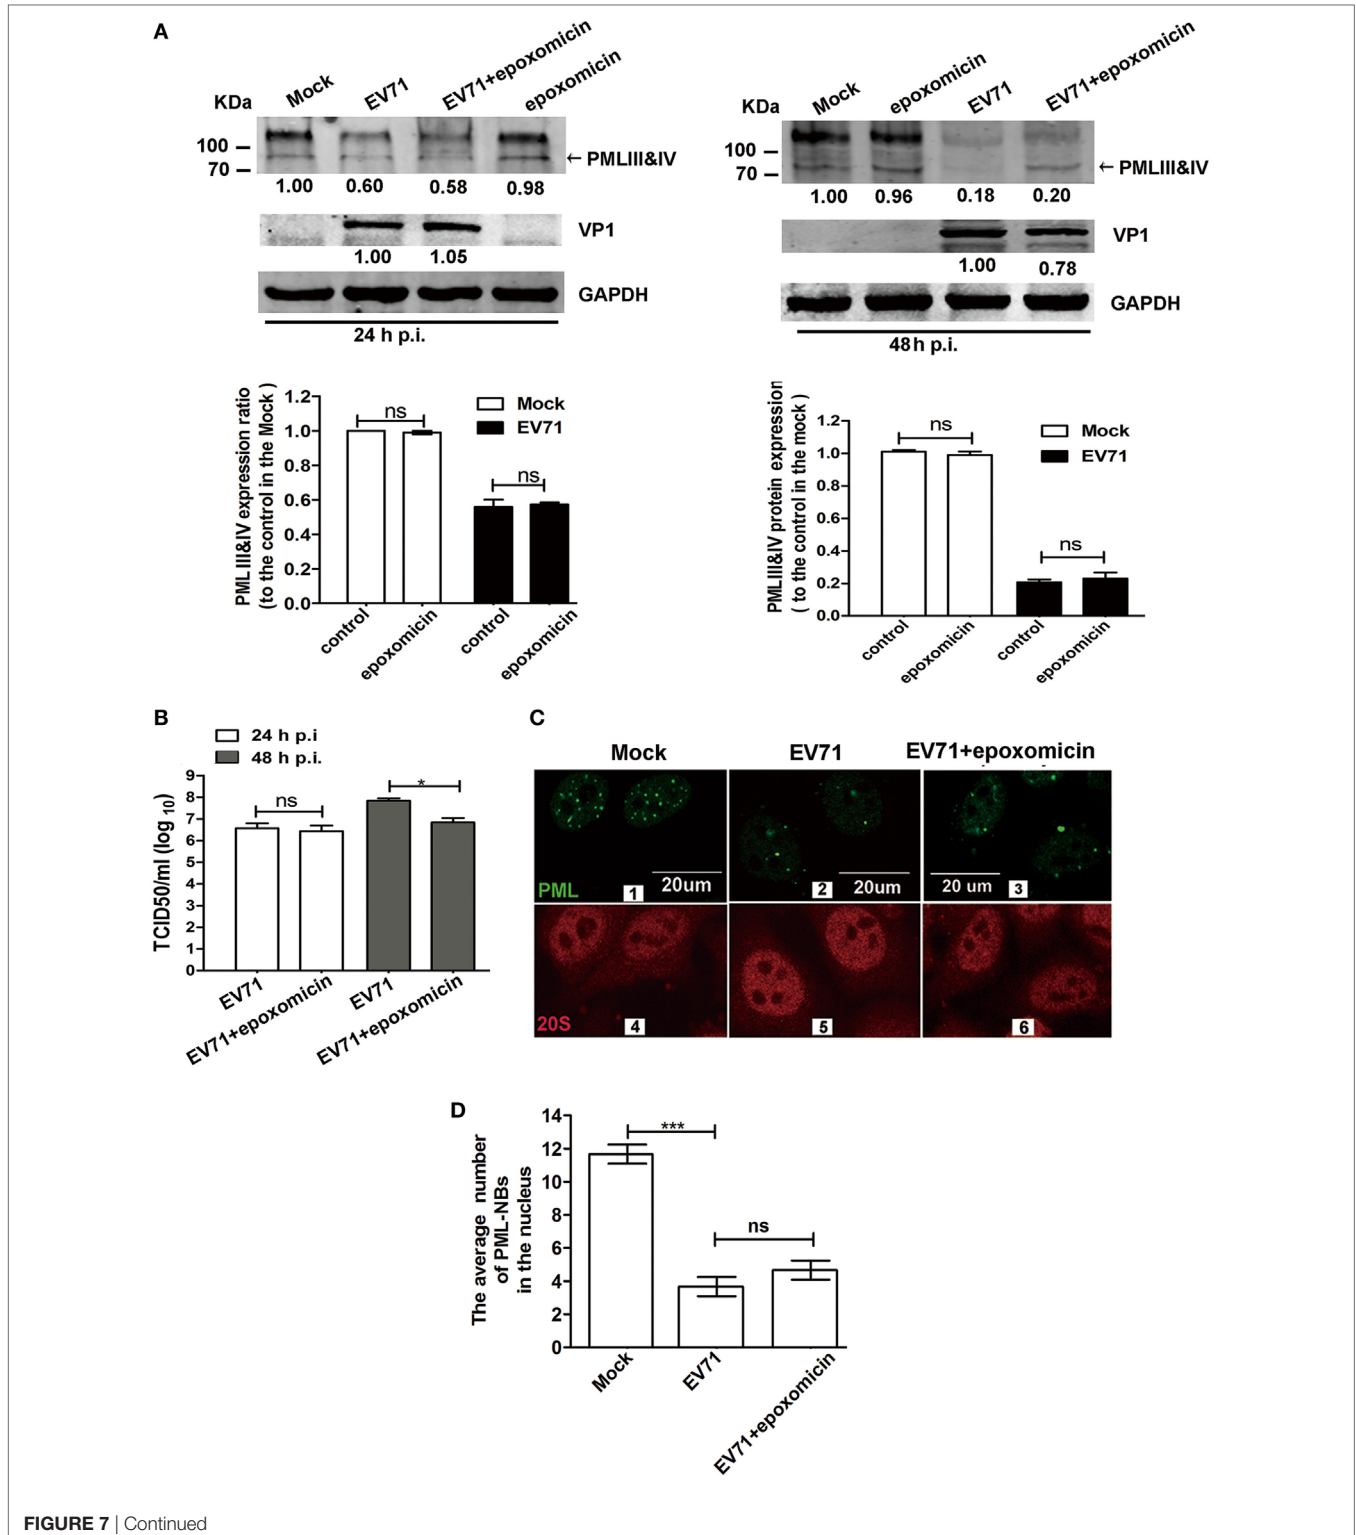 A
KDa
Mock
EV71
EV71+epoxomicin
epoxomicin
100
70
← PMLIII&IV
1.00 0.60 0.58 0.98
VP1
1.00 1.05
GAPDH
24 h p.i.
KDa
Mock
epoxomicin
EV71
EV71+epoxomicin
100
70
← PMLIII&IV
1.00 0.96 0.18 0.20
VP1
1.00 0.78
GAPDH
48h p.i.
PML III&IV expression ratio
(to the control in the Mock )
1.2
1.0
0.8
0.6
0.4
0.2
0.0
ns
ns
Mock
EV71
control
epoxomicin
control
epoxomicin
PMLIII&IV protein expression
( to the control in the mock )
1.2
1.0
0.8
0.6
0.4
0.2
0.0
ns
ns
Mock
EV71
control
epoxomicin
control
epoxomicin
B
24 h p.i
48 h p.i.
TCID50/ml (log 10)
9
8
7
6
5
4
3
2
1
0
ns
*
EV71
EV71+epoxomicin
EV71
EV71+epoxomicin
C
Mock EV71 EV71+epoxomicin
PML 1 20um
2 20um
20 um 3
20S 4
5
6
D
The average number
of PML-NBs
in the nucleus
14
12
10
8
6
4
2
0
***
ns
Mock
EV71
EV71+epoxomicin
FIGURE 7 | Continued